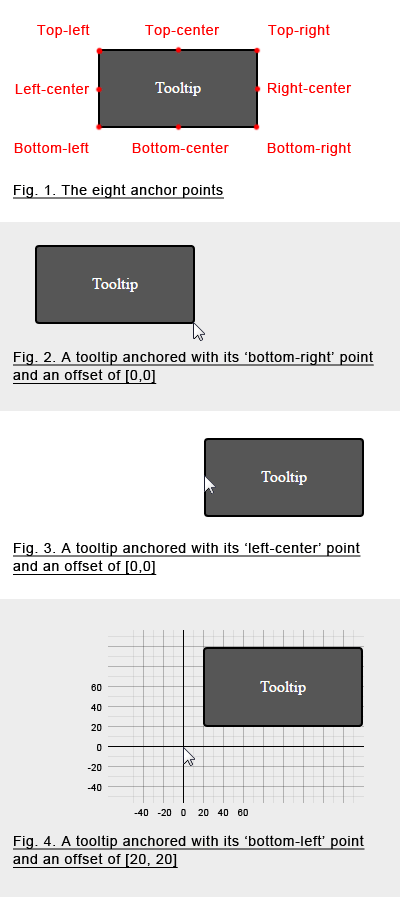 Top-left Top-center Top-right
Left-center Tooltip Right-center
Bottom-left Bottom-center Bottom-right
Fig. 1. The eight anchor points
Tooltip
Fig. 2. A tooltip anchored with its ‘bottom-right’ point
and an offset of [0,0]
Tooltip
Fig. 3. A tooltip anchored with its ‘left-center’ point
and an offset of [0,0]
Tooltip
60
40
20
0
-20
-40
-40 -20 0 20 40 60
Fig. 4. A tooltip anchored with its ‘bottom-left’ point
and an offset of [20, 20]